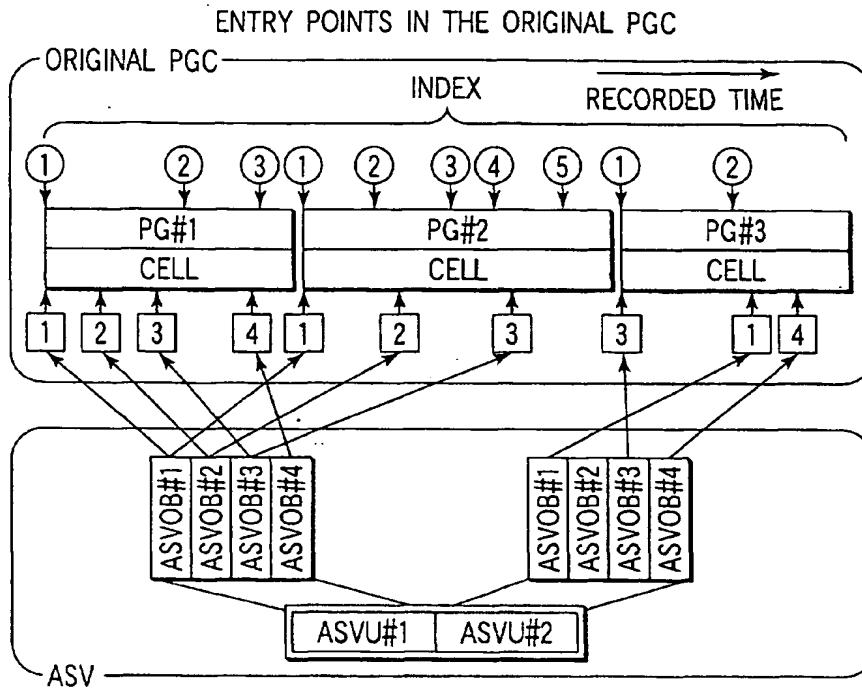 ENTRY POINTS IN THE ORIGINAL PGC
ORIGINAL PGC
INDEX
RECORDED TIME
1 2 3 1 2 3 4 5 1 2
PG#1 PG#2 PG#3
CELL CELL CELL
1 2 3 4 1 2 3 3 1 4
ASVOB#1 ASVOB#2 ASVOB#3 ASVOB#4 ASVOB#1 ASVOB#2 ASVOB#3 ASVOB#4
ASVU#1 ASVU#2
ASV